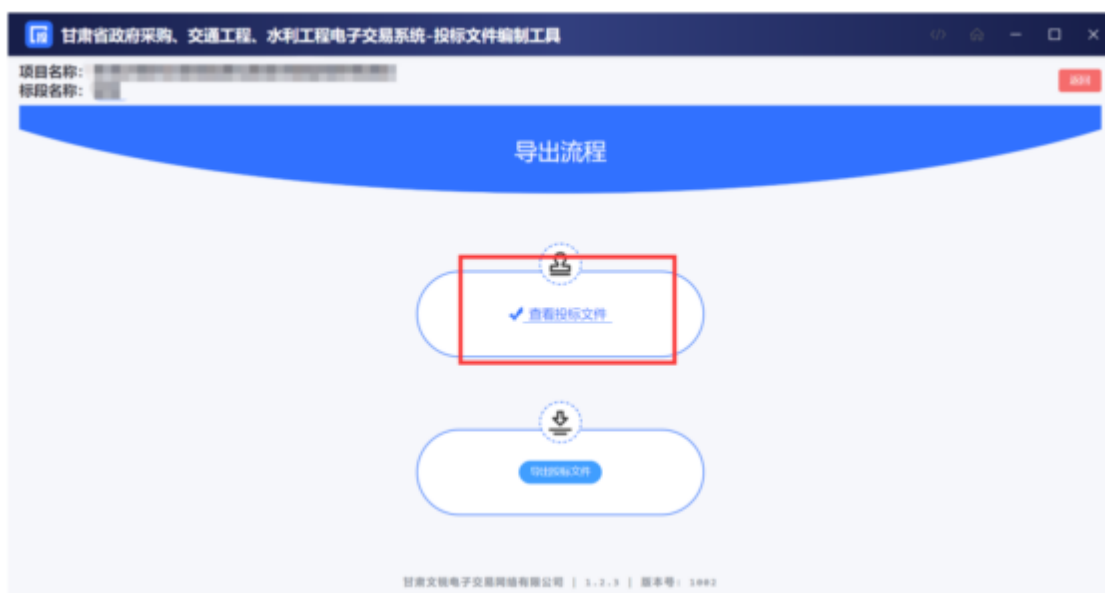 甘肃省政府采购、交通工程、水利工程电子交易系统-投标文件编制工具
项目名称：
标段名称：
返回
导出流程
查看投标文件
导出投标文件
甘肃文锐电子交易网络有限公司 | 1.2.3 | 版本号: 1002